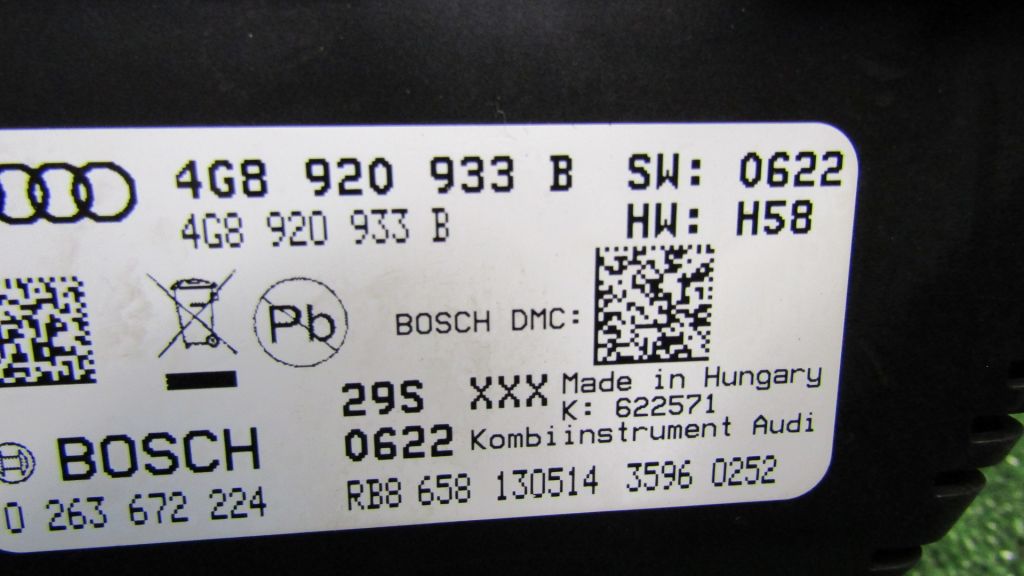 4G8 920 933 B SW: 0622
4G8 920 933 B HW: H58
Pb BOSCH DMC:
29S XXX Made in Hungary
K: 622571
BOSCH 0622 Kombiinstrument Audi
0 263 672 224 RB8 658 130514 3596 0252